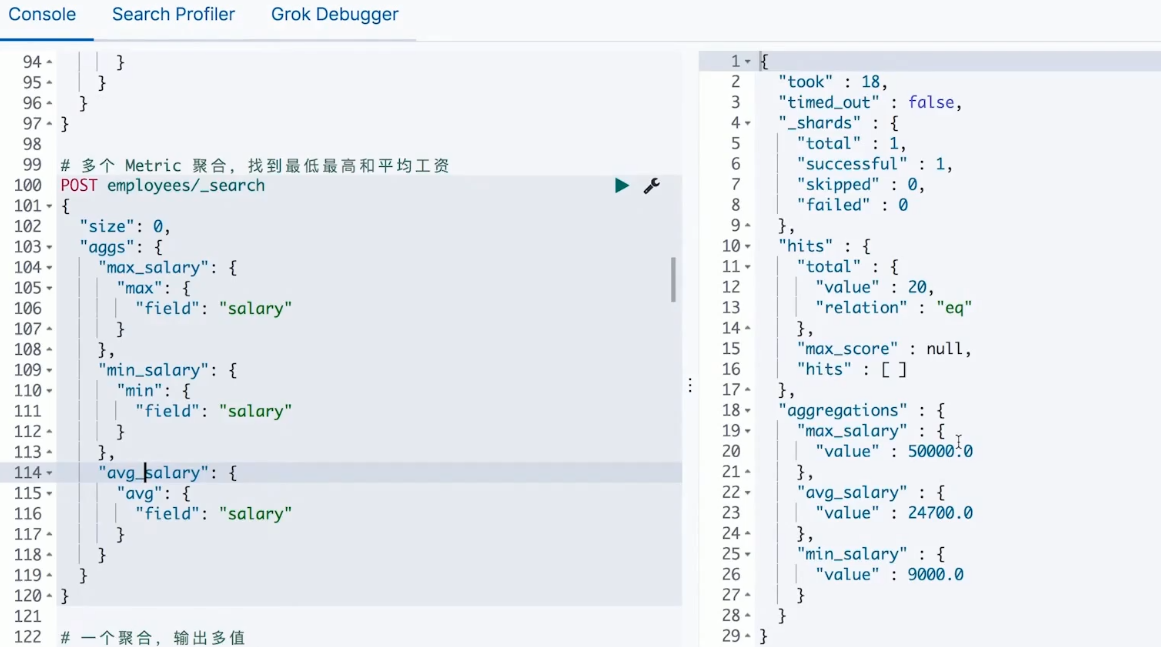 Console Search Profiler Grok Debugger
94 }
95 }
96 }
97 }
98
99 # 多个 Metric 聚合，找到最低最高和平均工资
100 POST employees/_search
101 {
102 "size": 0,
103 "aggs": {
104 "max_salary": {
105 "max": {
106 "field": "salary"
107 }
108 },
109 "min_salary": {
110 "min": {
111 "field": "salary"
112 }
113 },
114 "avg_salary": {
115 "avg": {
116 "field": "salary"
117 }
118 }
119 }
120 }
121
122 # 一个聚合，输出多值
1 {
2 "took" : 18,
3 "timed_out" : false,
4 "_shards" : {
5 "total" : 1,
6 "successful" : 1,
7 "skipped" : 0,
8 "failed" : 0
9 },
10 "hits" : {
11 "total" : {
12 "value" : 20,
13 "relation" : "eq"
14 },
15 "max_score" : null,
16 "hits" : [ ]
17 },
18 "aggregations" : {
19 "max_salary" : {
20 "value" : 50000.0
21 },
22 "avg_salary" : {
23 "value" : 24700.0
24 },
25 "min_salary" : {
26 "value" : 9000.0
27 }
28 }
29 }